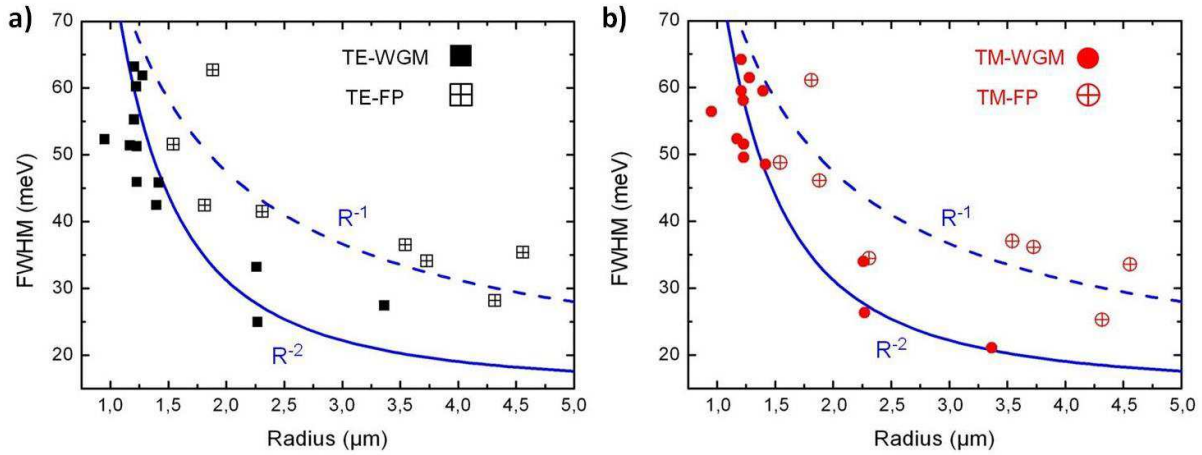 a)
70
60
50
40
30
20
FWHM (meV)
TE-WGM
TE-FP
R⁻¹
R⁻²
1,0 1,5 2,0 2,5 3,0 3,5 4,0 4,5 5,0
Radius (μm)
b)
70
60
50
40
30
20
FWHM (meV)
TM-WGM
TM-FP
R⁻¹
R⁻²
1,0 1,5 2,0 2,5 3,0 3,5 4,0 4,5 5,0
Radius (μm)